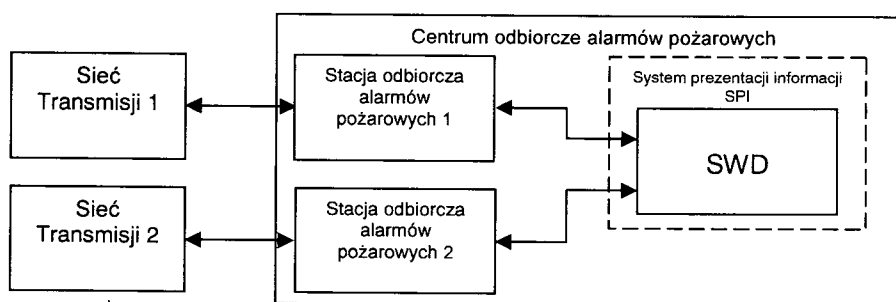 Centrum odbiorcze alarmów pożarowych
Sieć
Transmisji 1
Stacja odbiorcza
alarmów
pożarowych 1
System prezentacji informacji
SPI
SWD
Sieć
Transmisji 2
Stacja odbiorcza
alarmów
pożarowych 2